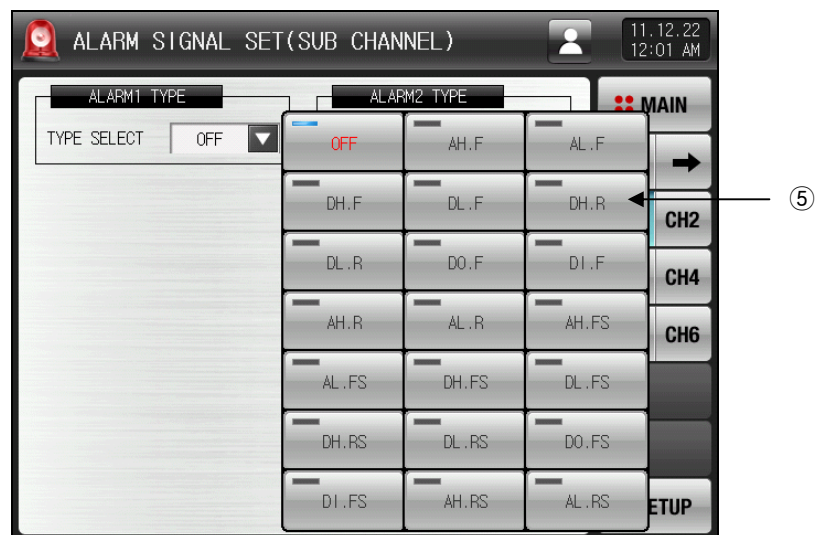 ALARM SIGNAL SET(SUB CHANNEL)
11.12.22
12:01 AM
ALARM1 TYPE
ALARM2 TYPE
MAIN
TYPE SELECT OFF
OFF AH.F AL.F
DH.F DL.F DH.R
⑤
CH2
DL.R DO.F DI.F
CH4
AH.R AL.R AH.FS
CH6
AL.FS DH.FS DL.FS
DH.RS DL.RS DO.FS
DI.FS AH.RS AL.RS
ETUP